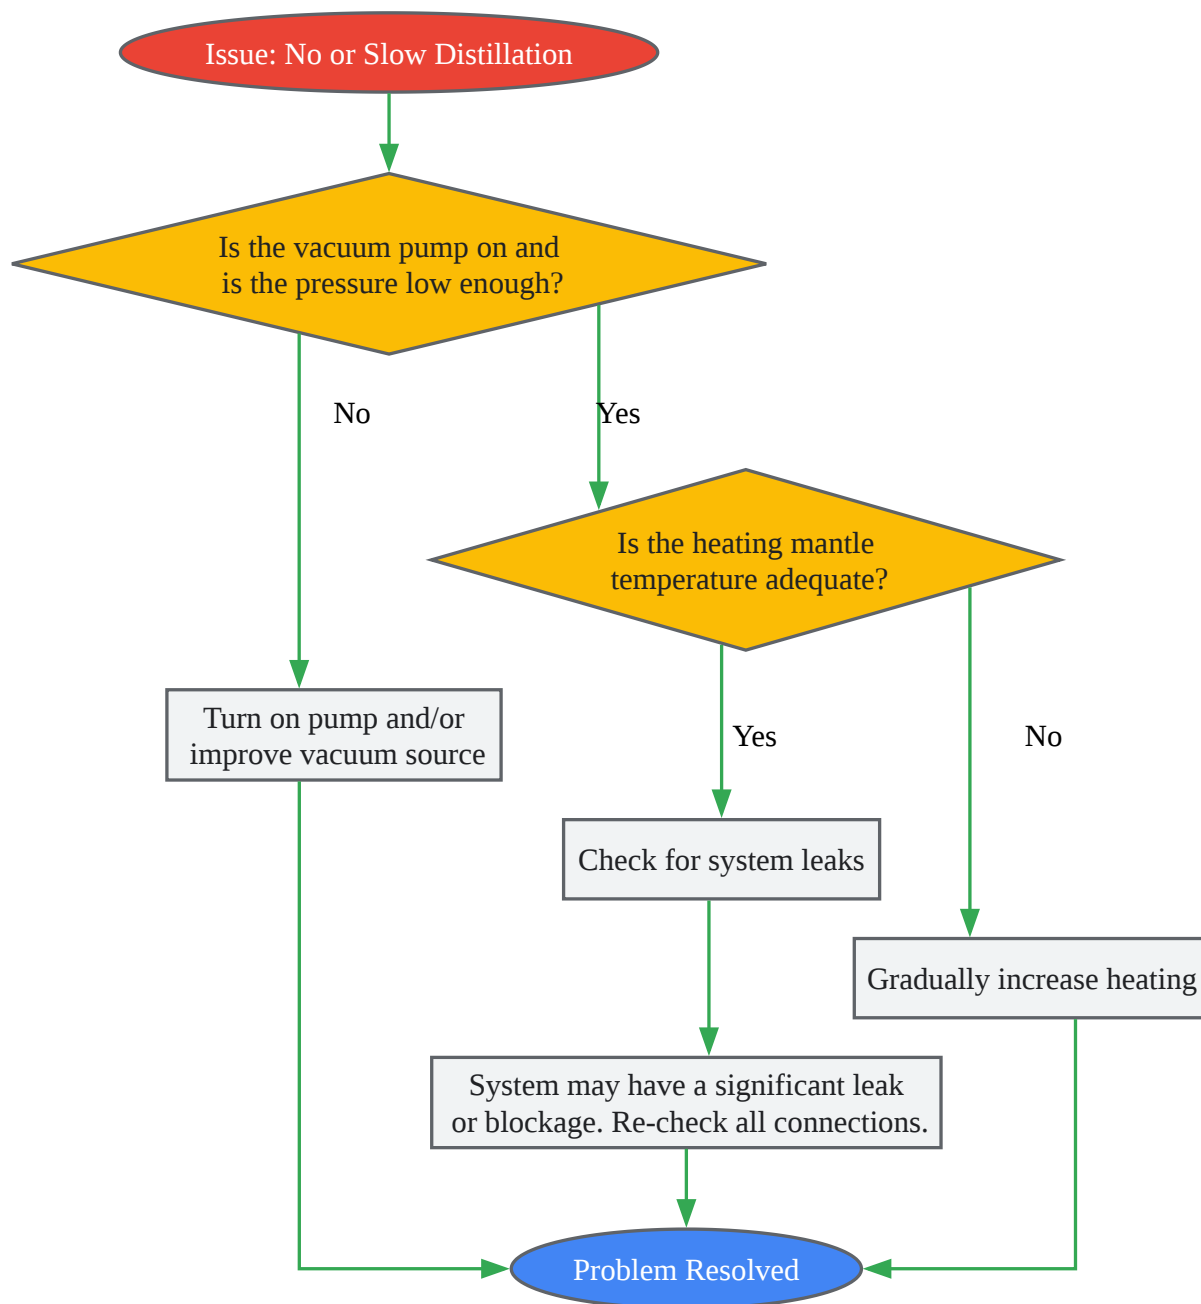 Issue: No or Slow Distillation
Is the vacuum pump on and
is the pressure low enough?
No
Yes
Is the heating mantle
temperature adequate?
Turn on pump and/or
improve vacuum source
Yes
No
Check for system leaks
Gradually increase heating
System may have a significant leak
or blockage. Re-check all connections.
Problem Resolved